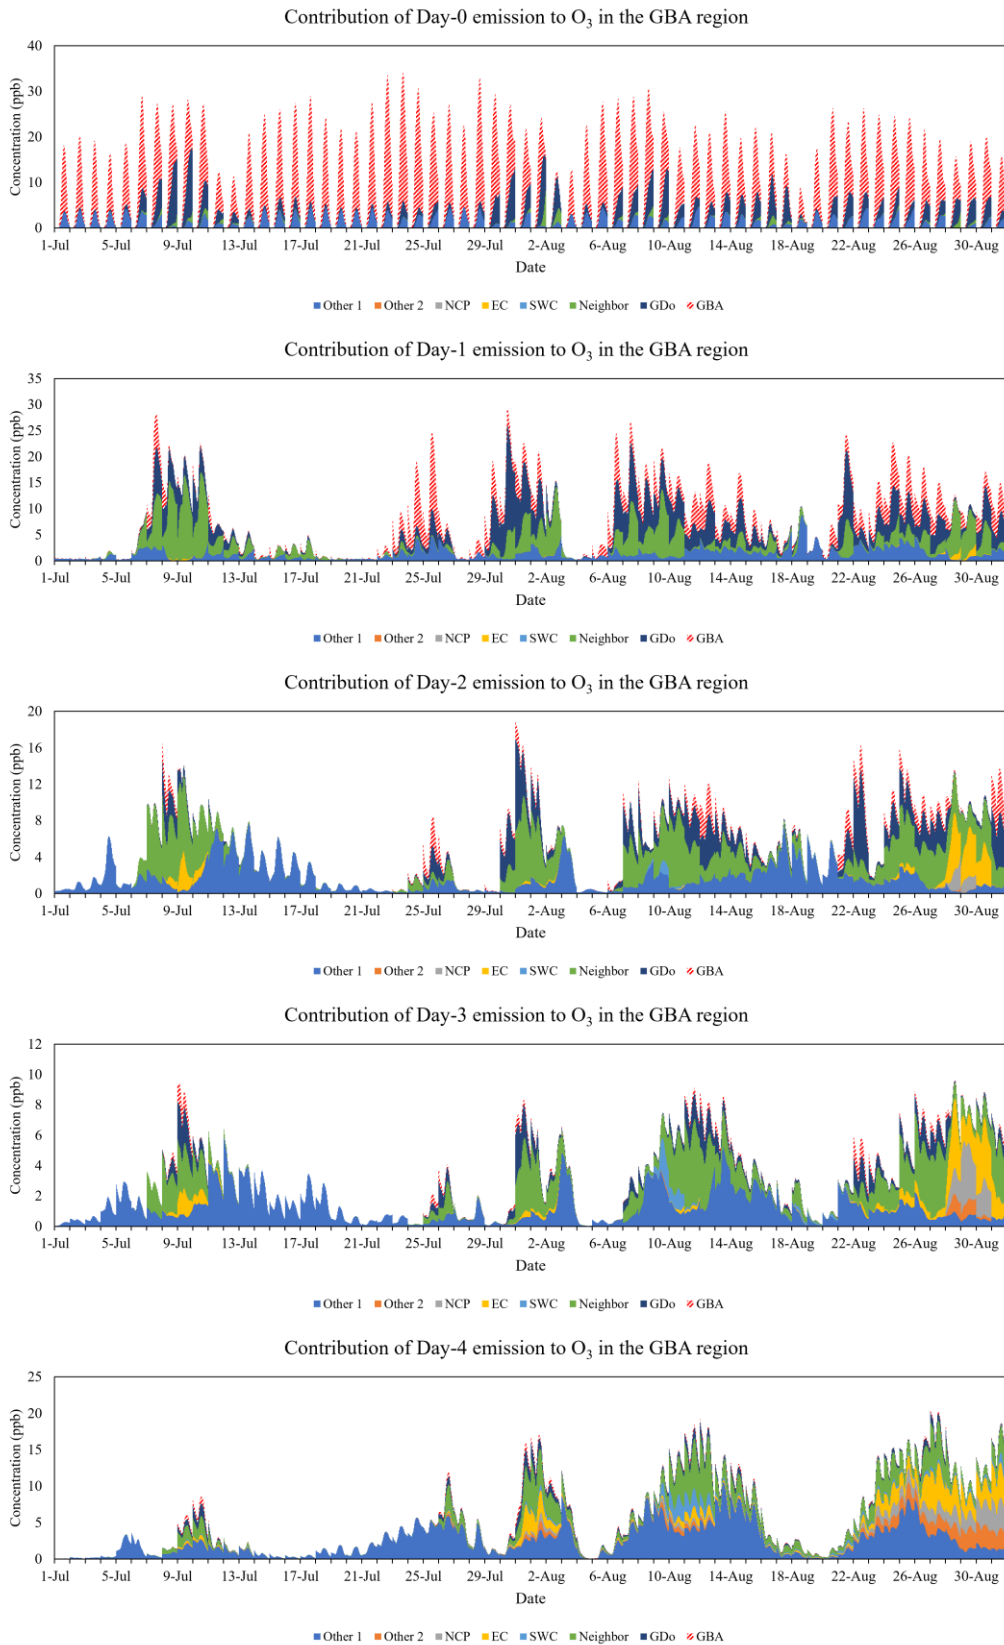 Contribution of Day-0 emission to O₃ in the GBA region
40
30
20
10
0
Concentration (ppb)
1-Jul 5-Jul 9-Jul 13-Jul 17-Jul 21-Jul 25-Jul 29-Jul 2-Aug 6-Aug 10-Aug 14-Aug 18-Aug 22-Aug 26-Aug 30-Aug
Date
Other 1 Other 2 NCP EC SWC Neighbor GDo GBA
Contribution of Day-1 emission to O₃ in the GBA region
35
30
25
20
15
10
5
0
Concentration (ppb)
1-Jul 5-Jul 9-Jul 13-Jul 17-Jul 21-Jul 25-Jul 29-Jul 2-Aug 6-Aug 10-Aug 14-Aug 18-Aug 22-Aug 26-Aug 30-Aug
Date
Other 1 Other 2 NCP EC SWC Neighbor GDo GBA
Contribution of Day-2 emission to O₃ in the GBA region
20
16
12
8
4
0
Concentration (ppb)
1-Jul 5-Jul 9-Jul 13-Jul 17-Jul 21-Jul 25-Jul 29-Jul 2-Aug 6-Aug 10-Aug 14-Aug 18-Aug 22-Aug 26-Aug 30-Aug
Date
Other 1 Other 2 NCP EC SWC Neighbor GDo GBA
Contribution of Day-3 emission to O₃ in the GBA region
12
10
8
6
4
2
0
Concentration (ppb)
1-Jul 5-Jul 9-Jul 13-Jul 17-Jul 21-Jul 25-Jul 29-Jul 2-Aug 6-Aug 10-Aug 14-Aug 18-Aug 22-Aug 26-Aug 30-Aug
Date
Other 1 Other 2 NCP EC SWC Neighbor GDo GBA
Contribution of Day-4 emission to O₃ in the GBA region
25
20
15
10
5
0
Concentration (ppb)
1-Jul 5-Jul 9-Jul 13-Jul 17-Jul 21-Jul 25-Jul 29-Jul 2-Aug 6-Aug 10-Aug 14-Aug 18-Aug 22-Aug 26-Aug 30-Aug
Date
Other 1 Other 2 NCP EC SWC Neighbor GDo GBA